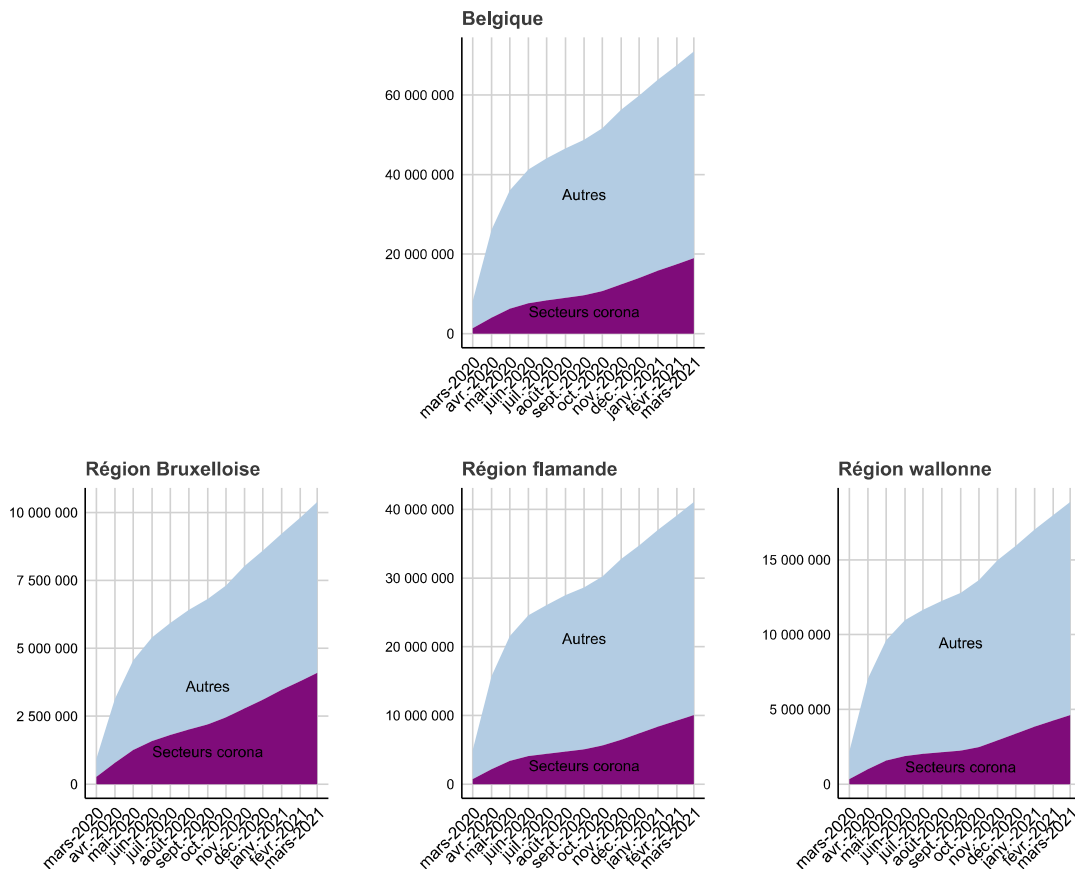 Belgique
60 000 000
40 000 000
20 000 000
0
Autres
Secteurs corona
mars-2020
avr.-2020
mai-2020
juin-2020
juil.-2020
août-2020
sept.-2020
oct.-2020
nov.-2020
déc.-2020
janv.-2021
févr.-2021
mars-2021
Région Bruxelloise
10 000 000
7 500 000
5 000 000
2 500 000
0
Autres
Secteurs corona
mars-2020
avr.-2020
mai-2020
juin-2020
juil.-2020
août-2020
sept.-2020
oct.-2020
nov.-2020
déc.-2020
janv.-2021
févr.-2021
mars-2021
Région flamande
40 000 000
30 000 000
20 000 000
10 000 000
0
Autres
Secteurs corona
mars-2020
avr.-2020
mai-2020
juin-2020
juil.-2020
août-2020
sept.-2020
oct.-2020
nov.-2020
déc.-2020
janv.-2021
févr.-2021
mars-2021
Région wallonne
15 000 000
10 000 000
5 000 000
0
Autres
Secteurs corona
mars-2020
avr.-2020
mai-2020
juin-2020
juil.-2020
août-2020
sept.-2020
oct.-2020
nov.-2020
déc.-2020
janv.-2021
févr.-2021
mars-2021